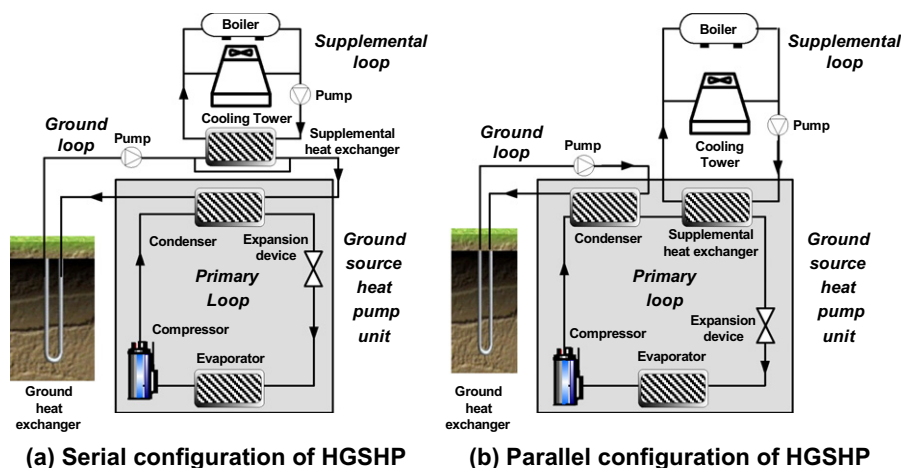 Boiler
Supplemental
loop
Pump
Cooling Tower
Ground
loop
Pump
Supplemental
heat exchanger
Condenser
Expansion
device
Ground
source
heat
pump
unit
Primary
Loop
Compressor
Evaporator
Ground
heat
exchanger
(a) Serial configuration of HGSHP
Boiler
Supplemental
loop
Pump
Cooling
Tower
Ground
loop
Pump
Condenser
Supplemental
heat exchanger
Ground
source
heat
pump
unit
Primary
loop
Expansion
device
Compressor
Evaporator
Ground
heat
exchanger
(b) Parallel configuration of HGSHP